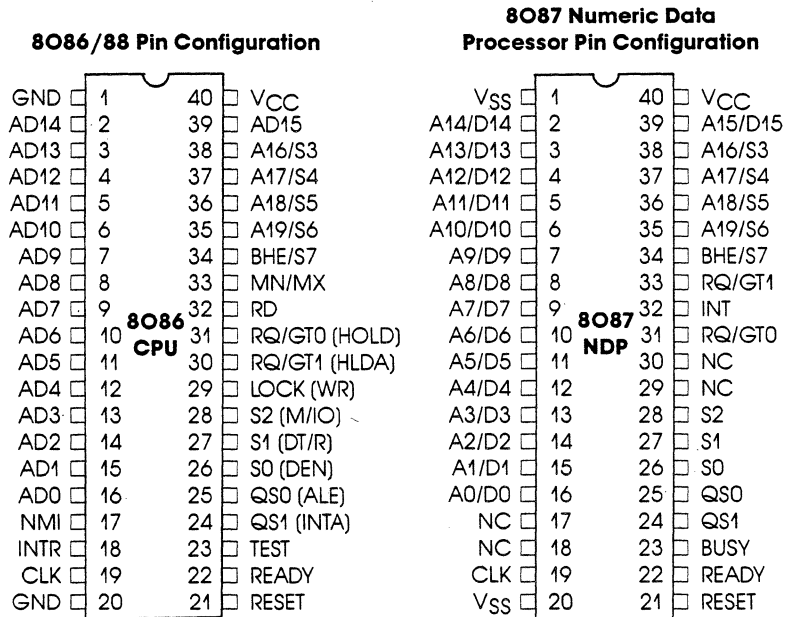 8086/88 Pin Configuration
8087 Numeric Data
Processor Pin Configuration
GND 1 40 VCC
AD14 2 39 AD15
AD13 3 38 A16/S3
AD12 4 37 A17/S4
AD11 5 36 A18/S5
AD10 6 35 A19/S6
AD9 7 34 BHE/S7
AD8 8 33 MN/MX
AD7 9 32 RD
AD6 10 31 RQ/GT0 (HOLD)
AD5 11 30 RQ/GT1 (HLDA)
AD4 12 29 LOCK (WR)
AD3 13 28 S2 (M/IO)
AD2 14 27 S1 (DT/R)
AD1 15 26 S0 (DEN)
AD0 16 25 QS0 (ALE)
NMI 17 24 QS1 (INTA)
INTR 18 23 TEST
CLK 19 22 READY
GND 20 21 RESET
8086
CPU
VSS 1 40 VCC
A14/D14 2 39 A15/D15
A13/D13 3 38 A16/S3
A12/D12 4 37 A17/S4
A11/D11 5 36 A18/S5
A10/D10 6 35 A19/S6
A9/D9 7 34 BHE/S7
A8/D8 8 33 RQ/GT1
A7/D7 9 32 INT
A6/D6 10 31 RQ/GT0
A5/D5 11 30 NC
A4/D4 12 29 NC
A3/D3 13 28 S2
A2/D2 14 27 S1
A1/D1 15 26 S0
A0/D0 16 25 QS0
NC 17 24 QS1
NC 18 23 BUSY
CLK 19 22 READY
VSS 20 21 RESET
8087
NDP